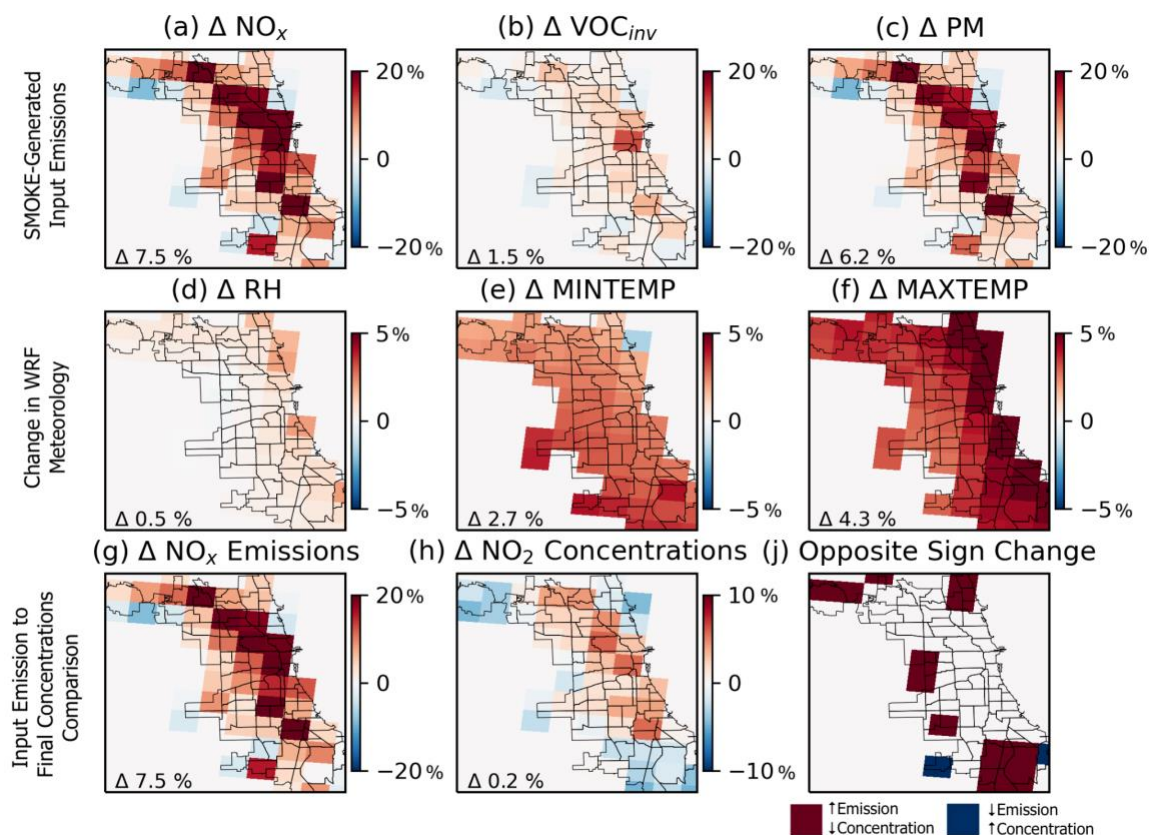 (a) Δ NOₓ
(b) Δ VOC_inv
(c) Δ PM
SMOKE-Generated
Input Emissions
20 %
0
−20 %
Δ 7.5 %
20 %
0
−20 %
Δ 1.5 %
20 %
0
−20 %
Δ 6.2 %
(d) Δ RH
(e) Δ MINTEMP
(f) Δ MAXTEMP
Change in WRF
Meteorology
5 %
0
−5 %
Δ 0.5 %
5 %
0
−5 %
Δ 2.7 %
5 %
0
−5 %
Δ 4.3 %
(g) Δ NOₓ Emissions
(h) Δ NO₂ Concentrations
(j) Opposite Sign Change
Input Emission to
Final Concentrations
Comparison
20 %
0
−20 %
Δ 7.5 %
10 %
0
−10 %
Δ 0.2 %
↑Emission
↓Concentration
↓Emission
↑Concentration